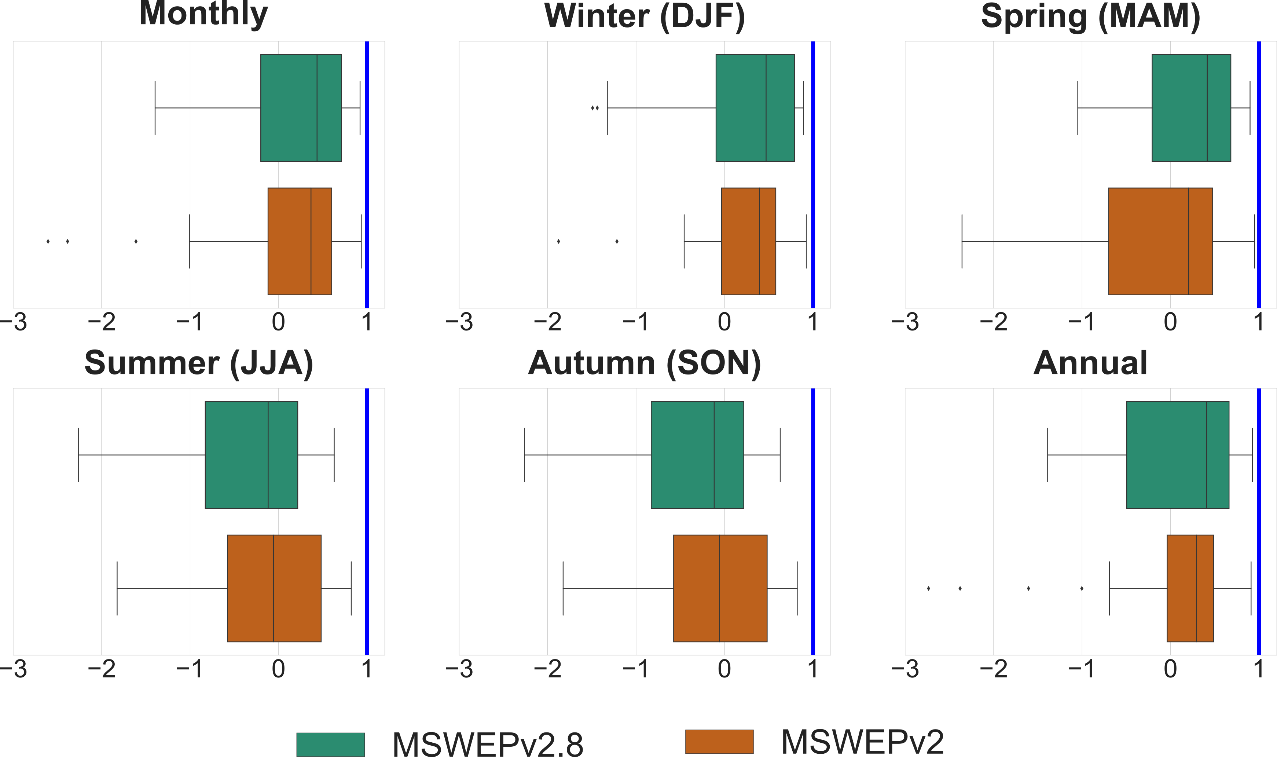 Monthly Winter (DJF) Spring (MAM)
−3 −2 −1 0 1 −3 −2 −1 0 1 −3 −2 −1 0 1
Summer (JJA) Autumn (SON) Annual
−3 −2 −1 0 1 −3 −2 −1 0 1 −3 −2 −1 0 1
MSWEPv2.8 MSWEPv2